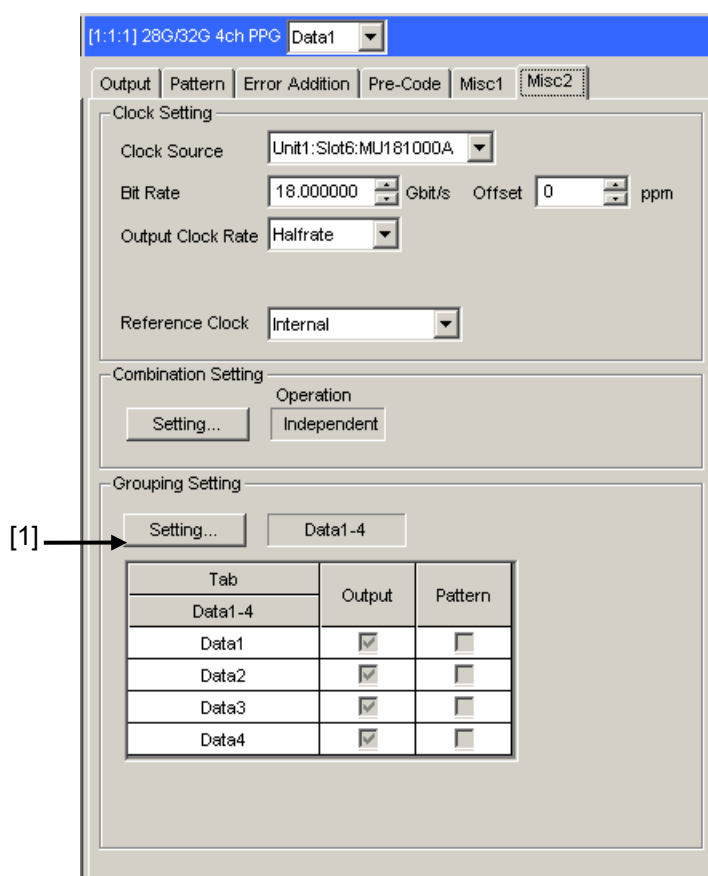 [1:1:1] 28G/32G 4ch PPG Data1
Output Pattern Error Addition Pre-Code Misc1 Misc2
Clock Setting
Clock Source Unit1:Slot6:MU181000A
Bit Rate 18.000000 Gbit/s Offset 0 ppm
Output Clock Rate Halfrate
Reference Clock Internal
Combination Setting
Operation
Setting... Independent
Grouping Setting
[1] Setting... Data1-4
Tab Output Pattern
Data1-4
Data1
Data2
Data3
Data4